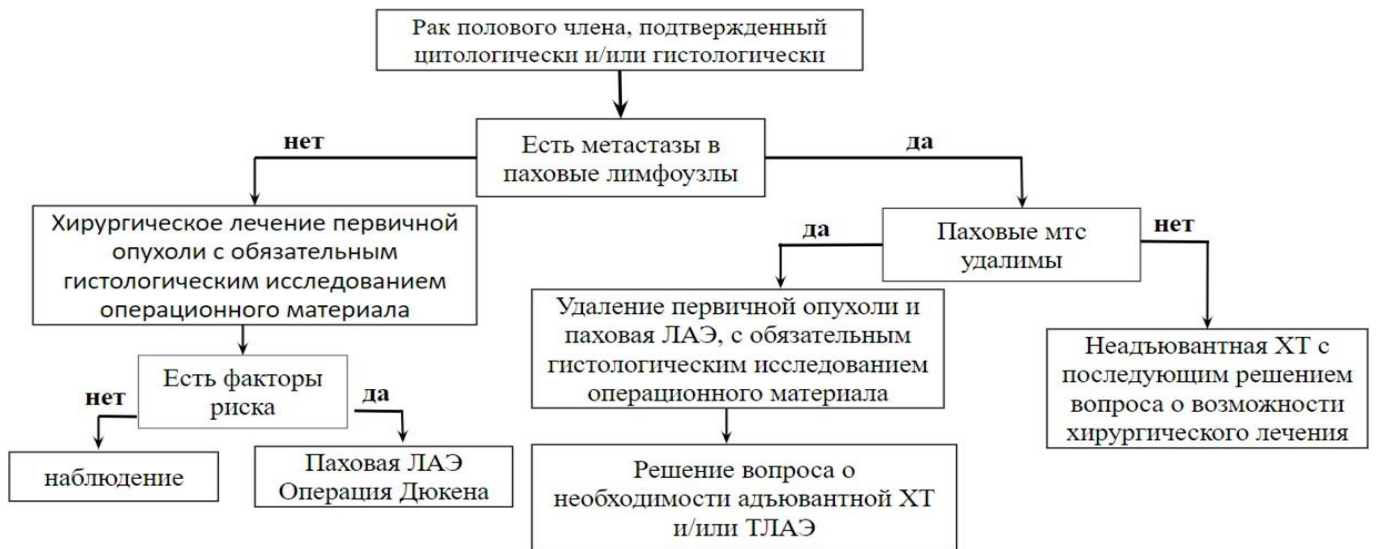 Рак полового члена, подтвержденный
цитологически и/или гистологически
нет
Есть метастазы в
паховые лимфоузлы
да
Хирургическое лечение первичной
опухоли с обязательным
гистологическим исследованием
операционного материала
да
Паховые мтс
удалимы
нет
Удаление первичной опухоли и
паховая ЛАЭ, с обязательным
гистологическим исследованием
операционного материала
Неадъювантная ХТ с
последующим решением
вопроса о возможности
хирургического лечения
нет
Есть факторы
риска
да
наблюдение
Паховая ЛАЭ
Операция Дюкена
Решение вопроса о
необходимости адъювантной ХТ
и/или ТЛАЭ